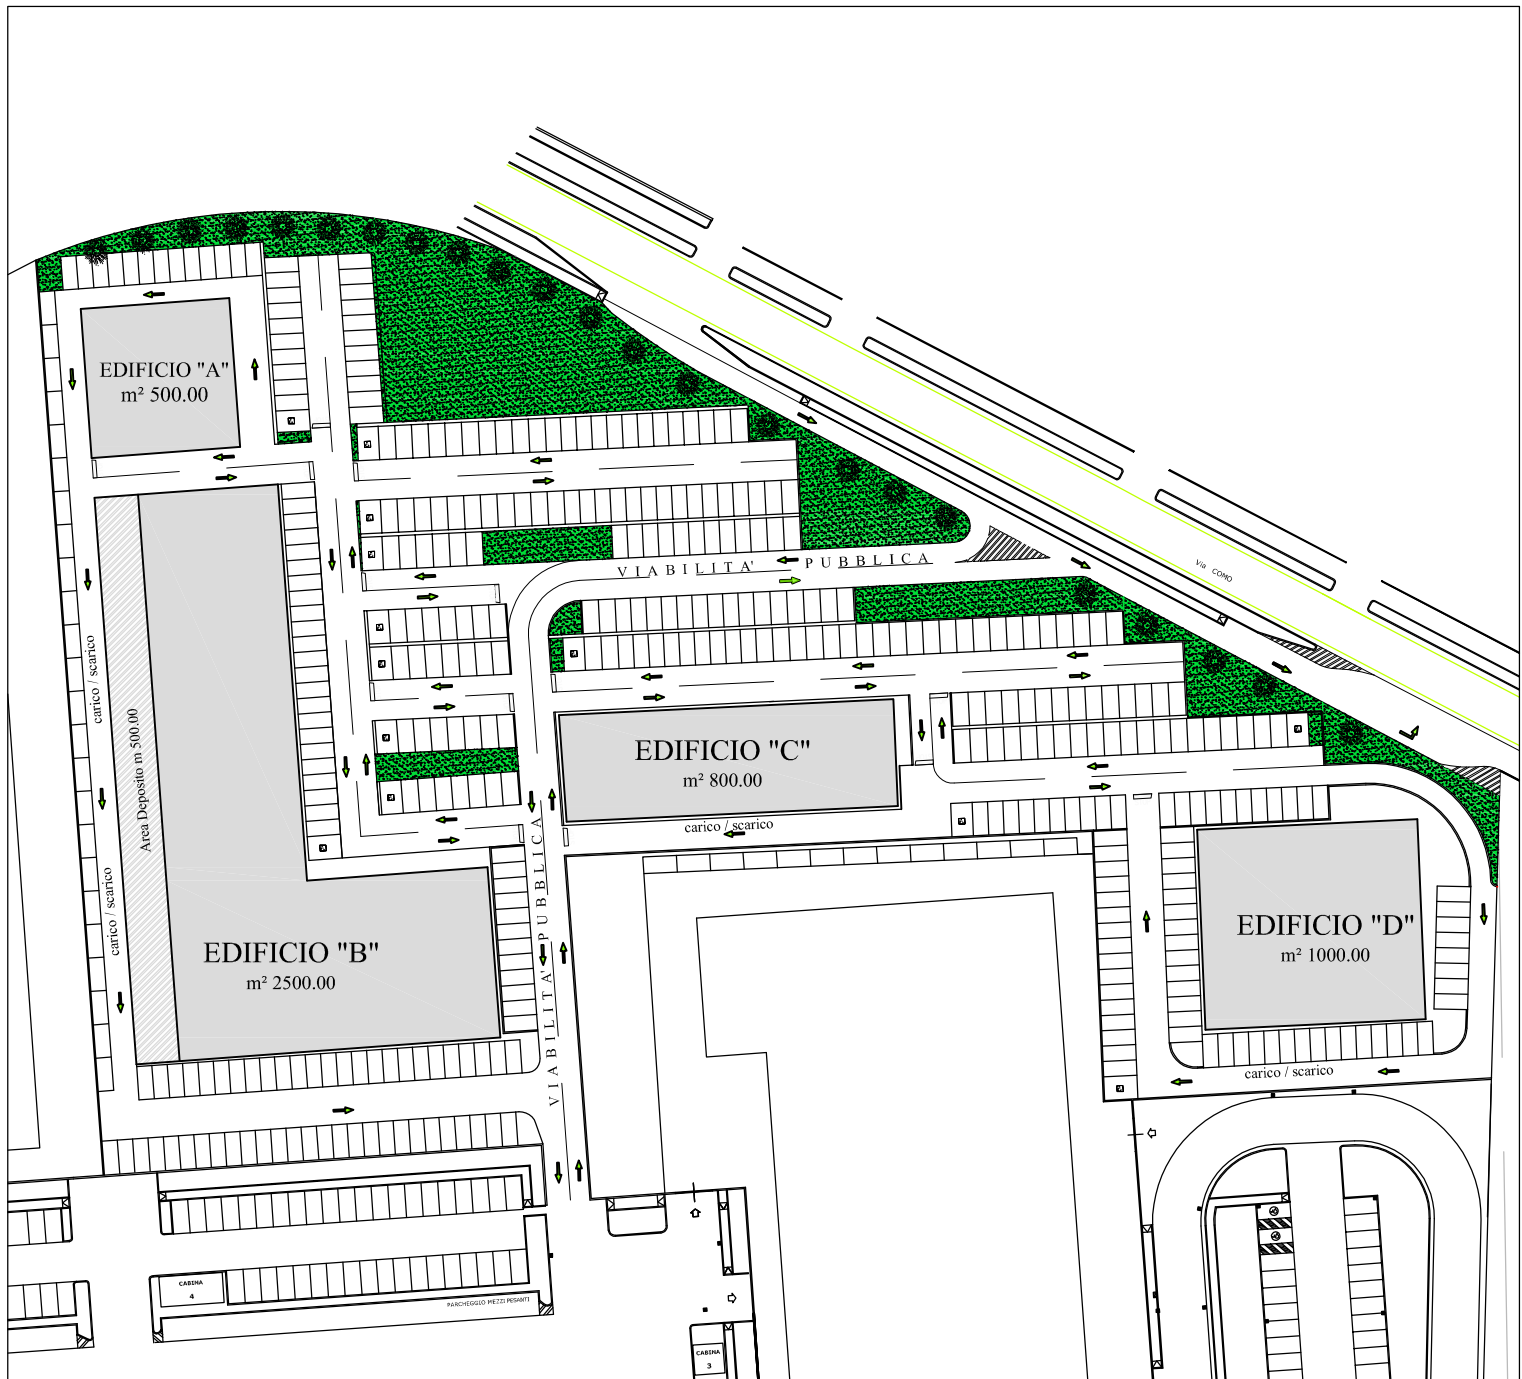 EDIFICIO "A"
m² 500.00
VIABILITA' PUBBLICA
Via COMO
carico / scarico
Area Deposito m 500.00
EDIFICIO "C"
m² 800.00
carico / scarico
VIABILITA' PUBBLICA
carico / scarico
EDIFICIO "B"
m² 2500.00
EDIFICIO "D"
m² 1000.00
carico / scarico
CABINA
4
PARCHEGGIO MEZZI PESANTI
CABINA
3